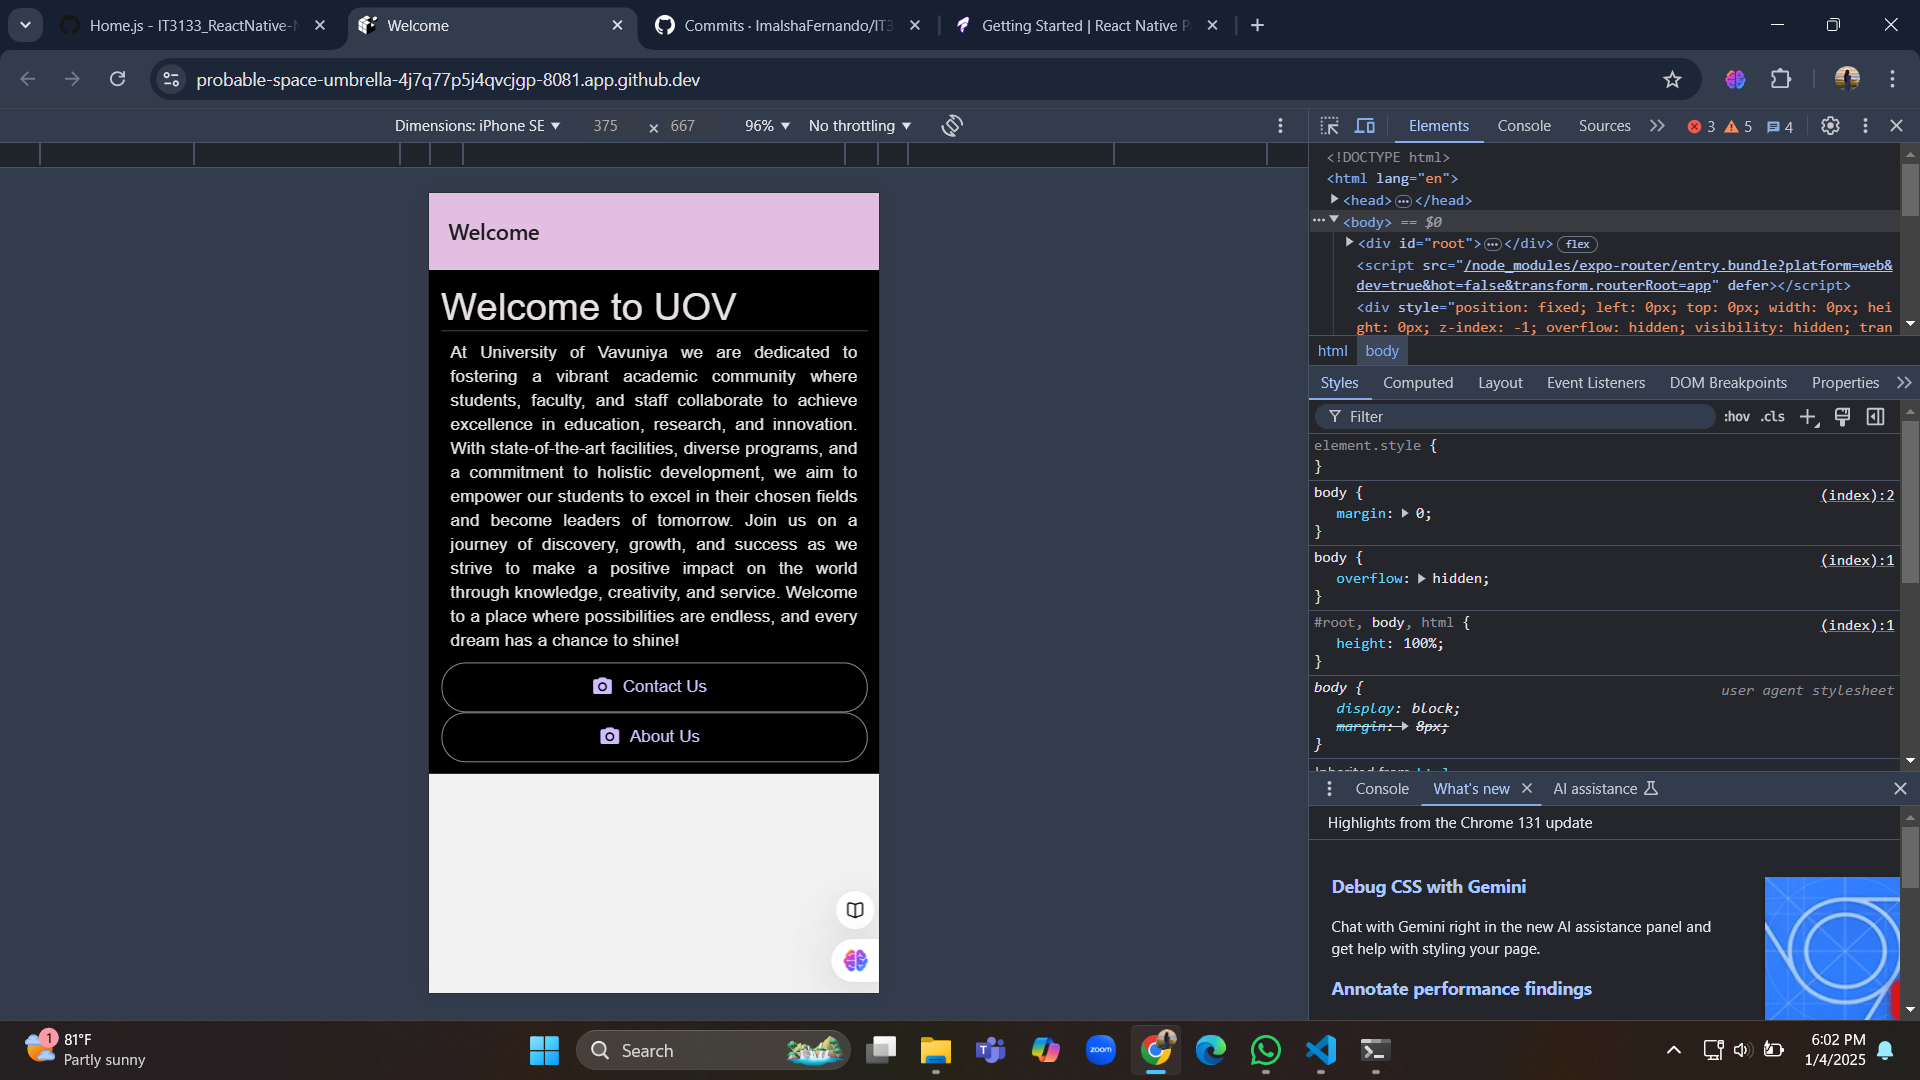 Home.js - IT3133_ReactNative-
Welcome
Commits · ImalshaFernando/IT3
Getting Started | React Native P
probable-space-umbrella-4j7q77p5j4qvcjgp-8081.app.github.dev
Dimensions: iPhone SE
375
×
667
96%
No throttling
Elements
Console
Sources
3
5
4
<!DOCTYPE html>
<html lang="en">
<head>
</head>
<body> == $0
<div id="root">
</div>
flex
<script src="/node_modules/expo-router/entry.bundle?platform=web&
dev=true&hot=false&transform.routerRoot=app" defer></script>
<div style="position: fixed; left: 0px; top: 0px; width: 0px; hei
ght: 0px; z-index: -1; overflow: hidden; visibility: hidden; tran
html
body
Styles
Computed
Layout
Event Listeners
DOM Breakpoints
Properties
Filter
:hov
.cls
element.style {
}
body {
(index):2
margin: 0;
}
body {
(index):1
overflow: hidden;
}
#root, body, html {
(index):1
height: 100%;
}
body {
user agent stylesheet
display: block;
margin: 8px;
}
Welcome
Welcome to UOV
At University of Vavuniya we are dedicated to
fostering a vibrant academic community where
students, faculty, and staff collaborate to achieve
excellence in education, research, and innovation.
With state-of-the-art facilities, diverse programs, and
a commitment to holistic development, we aim to
empower our students to excel in their chosen fields
and become leaders of tomorrow. Join us on a
journey of discovery, growth, and success as we
strive to make a positive impact on the world
through knowledge, creativity, and service. Welcome
to a place where possibilities are endless, and every
dream has a chance to shine!
Contact Us
About Us
Console
What's new
AI assistance
Highlights from the Chrome 131 update
Debug CSS with Gemini
Chat with Gemini right in the new AI assistance panel and
get help with styling your page.
Annotate performance findings
1
81°F
Partly sunny
Search
zoom
6:02 PM
1/4/2025